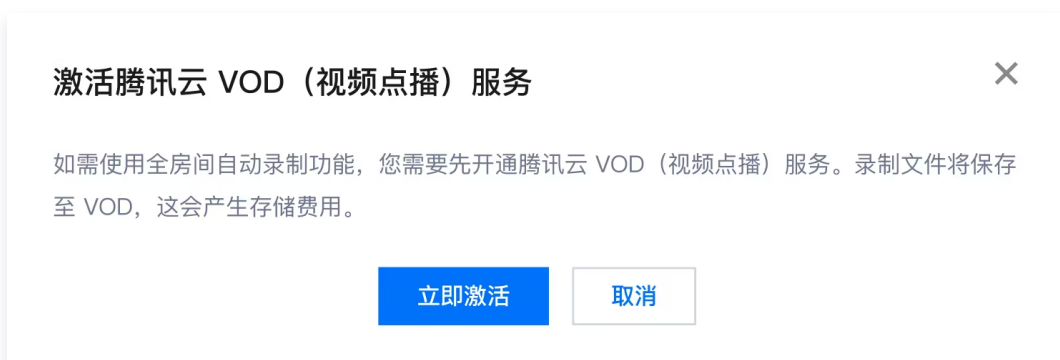 激活腾讯云 VOD（视频点播）服务
如需使用全房间自动录制功能，您需要先开通腾讯云 VOD（视频点播）服务。录制文件将保存
至 VOD，这会产生存储费用。
立即激活
取消